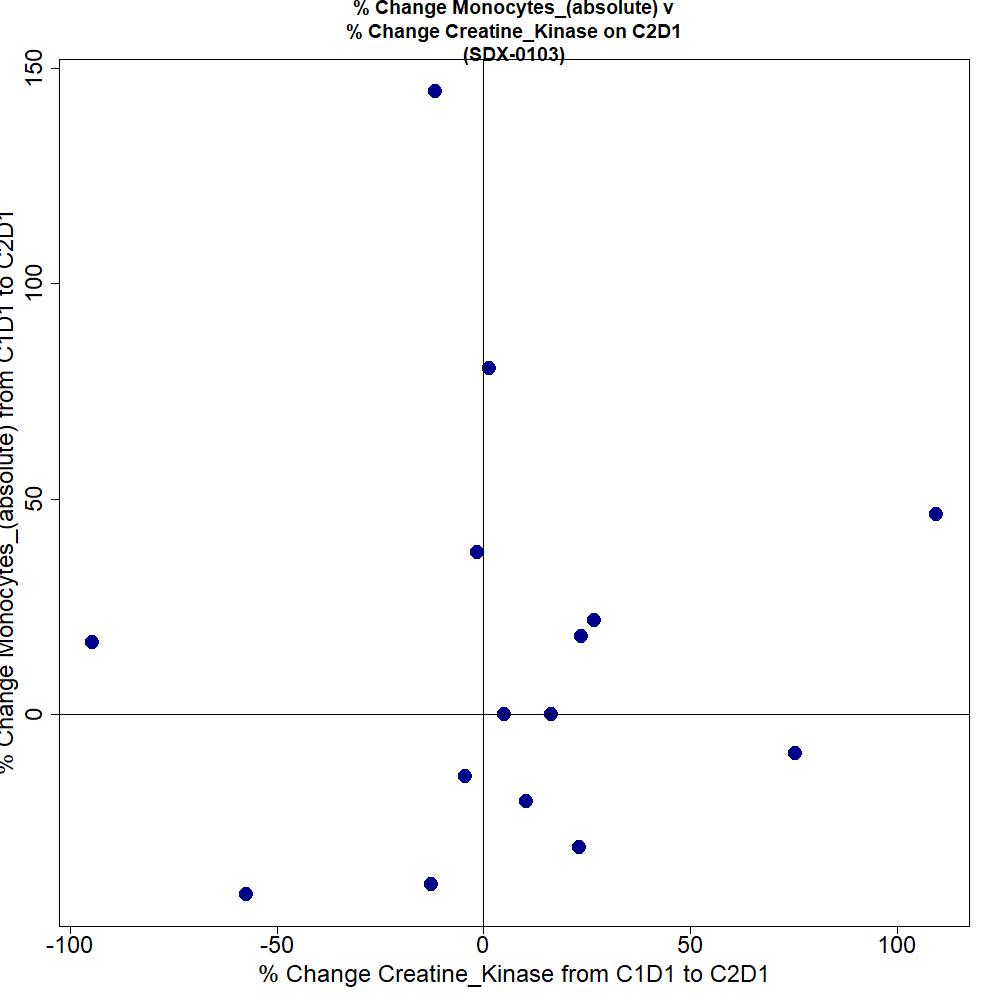 % Change Monocytes_(absolute) v
% Change Creatine_Kinase on C2D1
(SDX-0103)
% Change Monocytes_(absolute) from C1D1 to C2D1
150
100
50
0
-100
-50
0
50
100
% Change Creatine_Kinase from C1D1 to C2D1